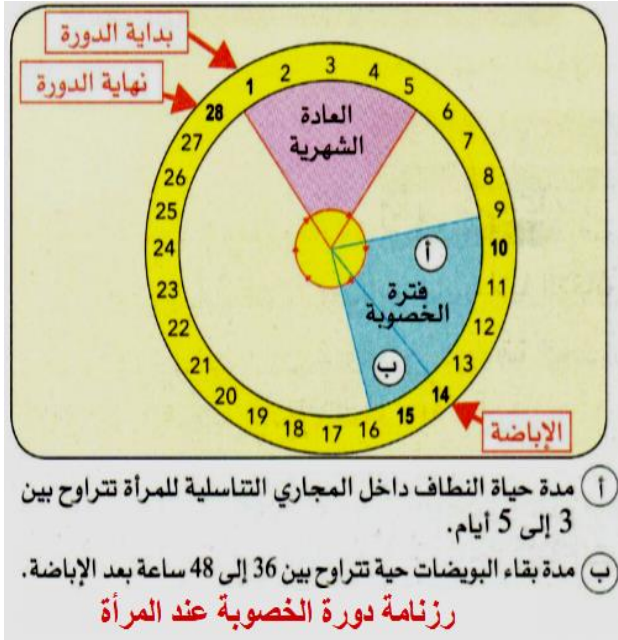 بداية الدورة
نهاية الدورة
1
2
3
4
5
6
7
8
9
10
11
12
13
14
15
16
17
18
19
20
21
22
23
24
25
26
27
28
العادة
الشهرية
أ
فترة
الخصوبة
ب
الإباضة
أ مدة حياة النطاف داخل المجاري التناسلية للمرأة تتراوح بين
3 إلى 5 أيام.
ب مدة بقاء البويضات حية تتراوح بين 36 إلى 48 ساعة بعد الإباضة.
رزنامة دورة الخصوبة عند المرأة